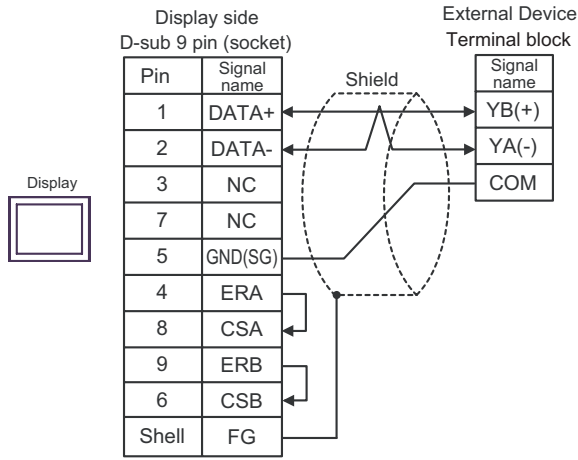 Display side
D-sub 9 pin (socket)
External Device
Terminal block
Pin
Signal name
1 DATA+
2 DATA-
3 NC
7 NC
5 GND(SG)
4 ERA
8 CSA
9 ERB
6 CSB
Shell FG
Shield
Signal name
YB(+)
YA(-)
COM
Display